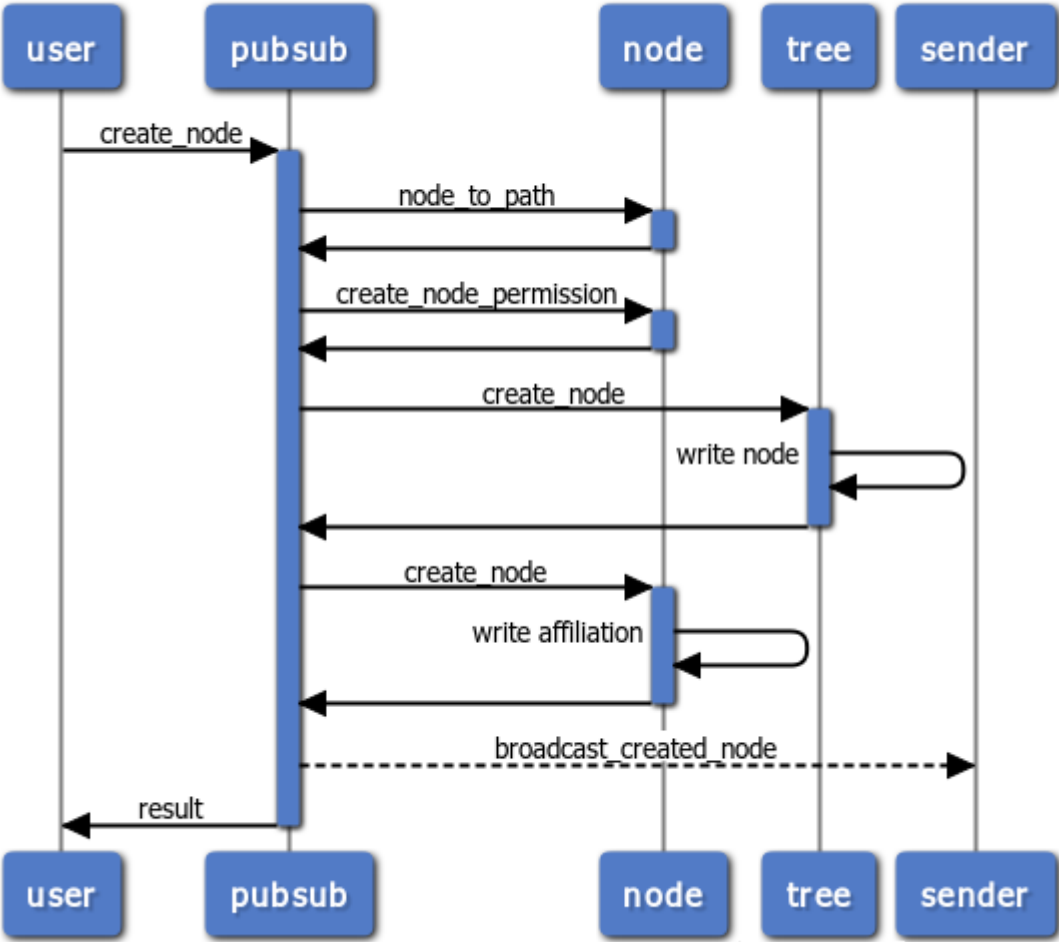 user pubsub node tree sender
create_node
node_to_path
create_node_permission
create_node
write node
create_node
write affiliation
broadcast_created_node
result
user pubsub node tree sender